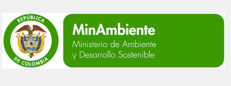 REPÚBLICA
DE COLOMBIA
MinAmbiente
Ministerio de Ambiente
y Desarrollo Sostenible